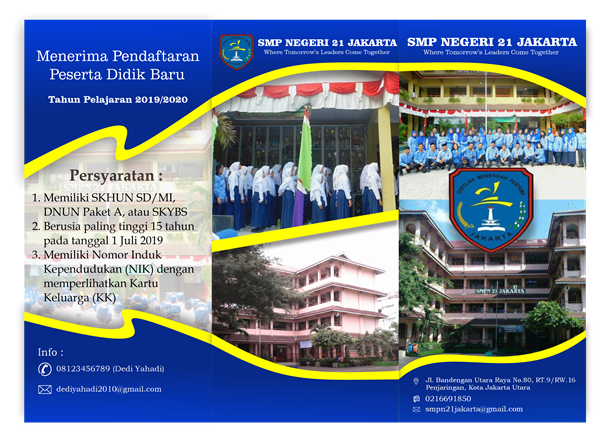 Menerima Pendaftaran
Peserta Didik Baru
Tahun Pelajaran 2019/2020
Persyaratan :
1. Memiliki SKHUN SD/MI,
DNUN Paket A, atau SKYBS
2. Berusia paling tinggi 15 tahun
pada tanggal 1 Juli 2019
3. Memiliki Nomor Induk
Kependudukan (NIK) dengan
memperlihatkan Kartu
Keluarga (KK)
Info :
08123456789 (Dedi Yahadi)
dediyahadi2010@gmail.com
SMP NEGERI 21 JAKARTA
Where Tomorrow's Leaders Come Together
SMP NEGERI 21 JAKARTA
Where Tomorrow's Leaders Come Together
JAKARTA
SMPN 21 JAKARTA
Jl. Bandengan Utara Raya No.80, RT.9/RW.16
Penjaringan, Kota Jakarta Utara
0216691850
smpn21jakarta@gmail.com